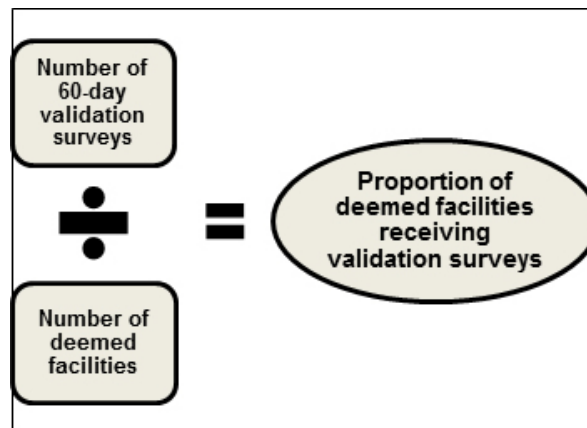 Number of
60-day
validation
surveys
÷
=
Proportion of
deemed facilities
receiving
validation surveys
Number of
deemed
facilities